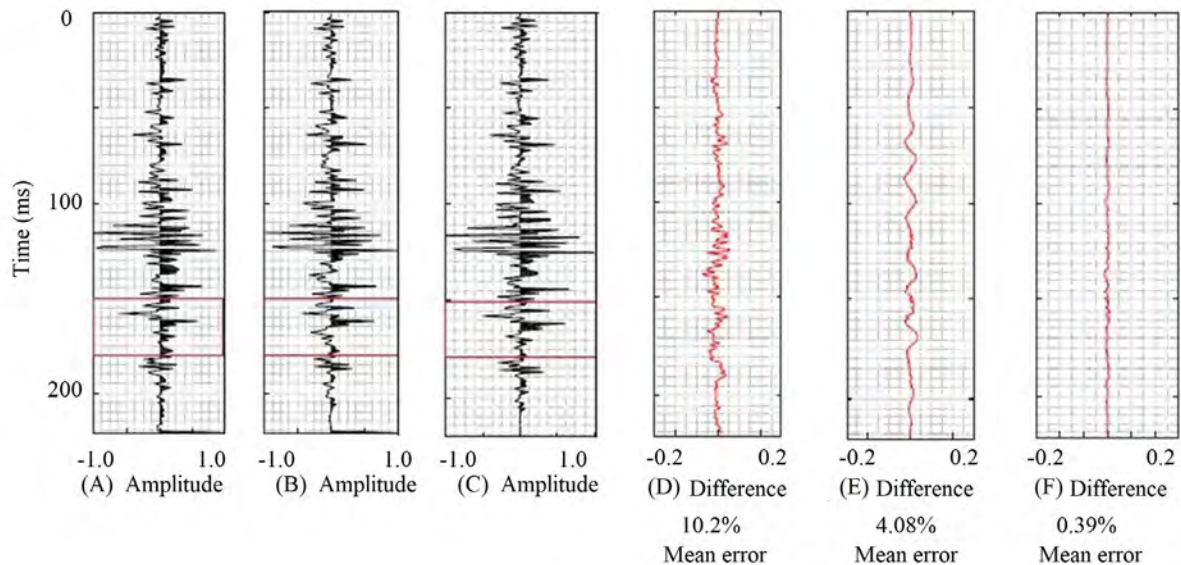 0
100
200
Time (ms)
-1.0 1.0
(A) Amplitude
-1.0 1.0
(B) Amplitude
-1.0 1.0
(C) Amplitude
-0.2 0.2
(D) Difference
10.2%
Mean error
-0.2 0.2
(E) Difference
4.08%
Mean error
-0.2 0.2
(F) Difference
0.39%
Mean error